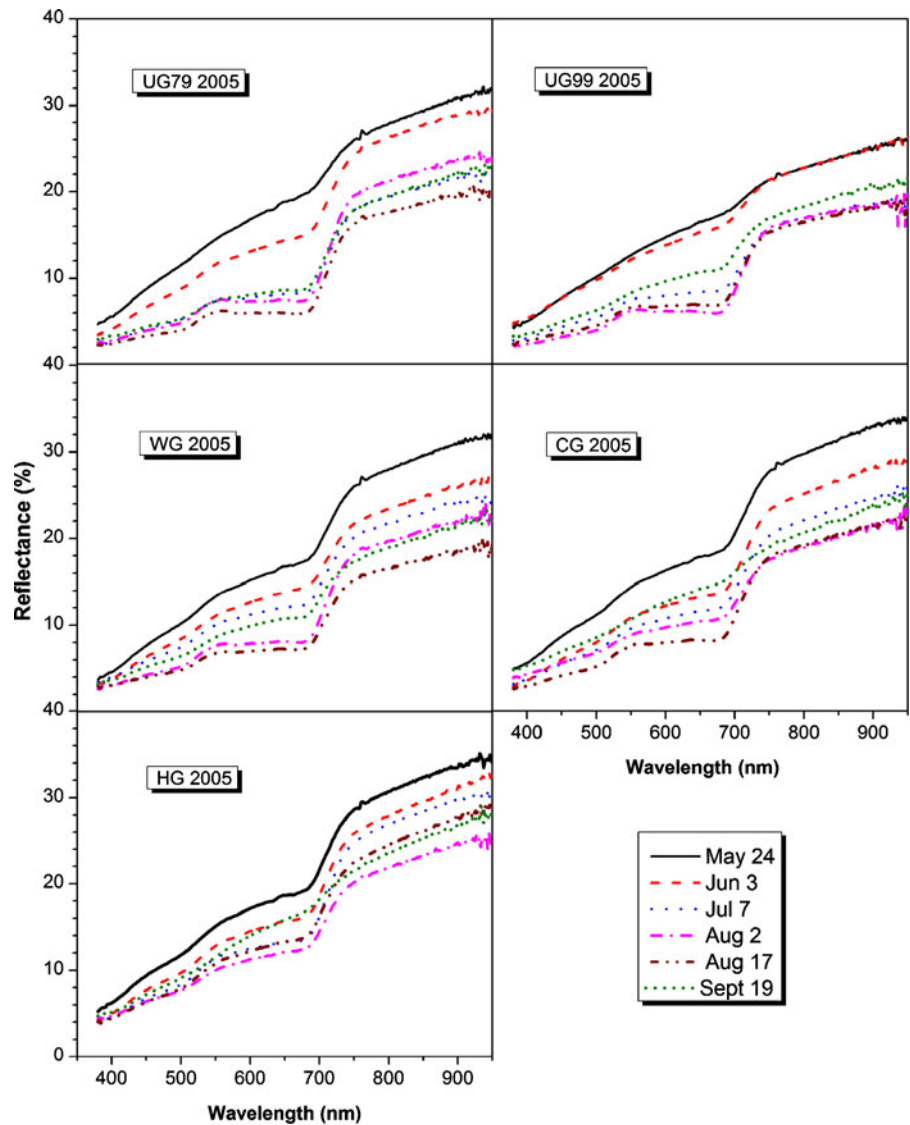 40
30
20
10
40
30
20
10
40
30
20
10
0
Reflectance (%)
UG79 2005
UG99 2005
WG 2005
CG 2005
HG 2005
400 500 600 700 800 900
Wavelength (nm)
400 500 600 700 800 900
Wavelength (nm)
May 24
Jun 3
Jul 7
Aug 2
Aug 17
Sept 19